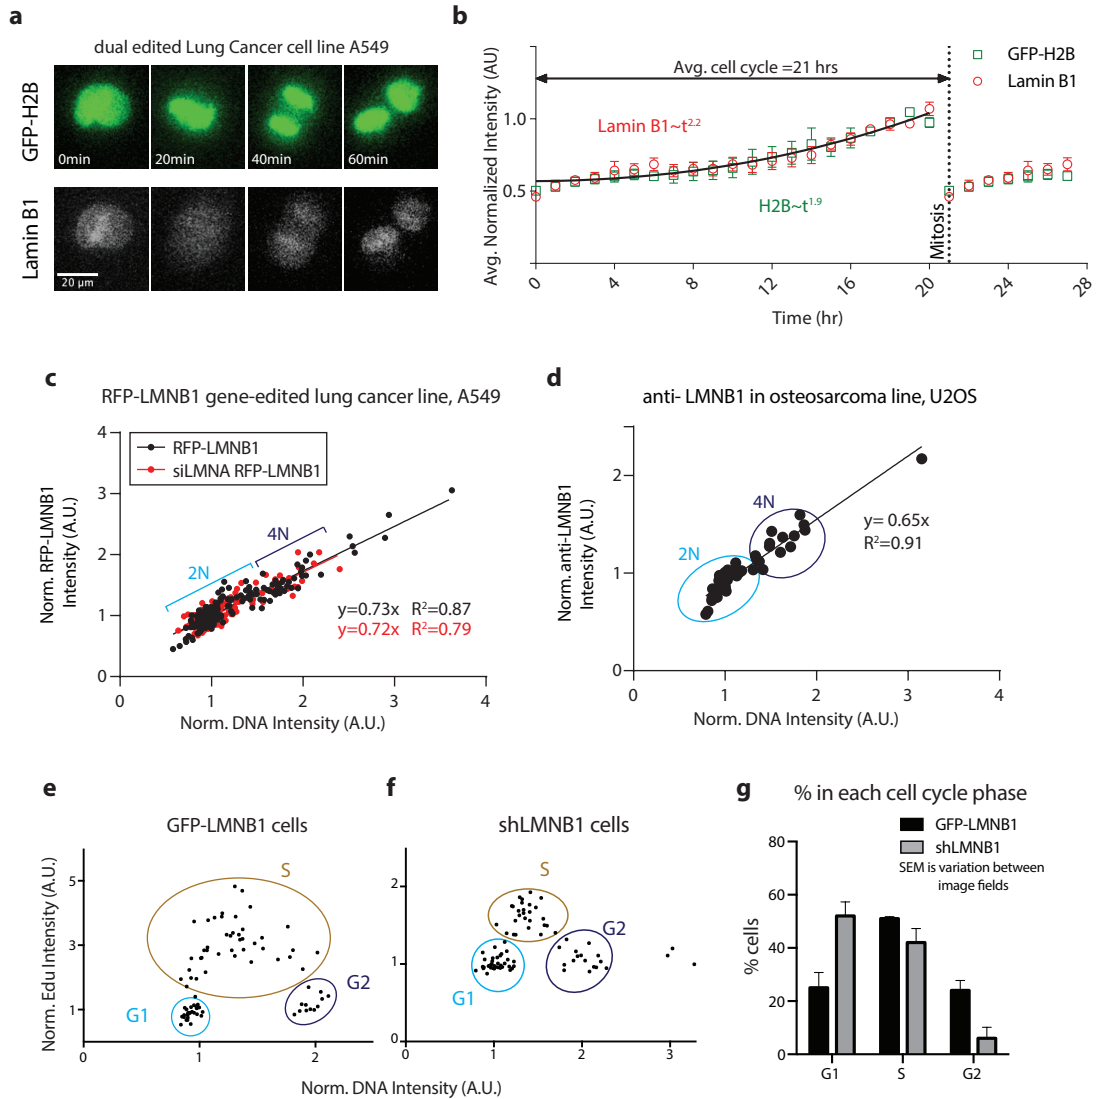 a
dual edited Lung Cancer cell line A549
GFP-H2B
0min
20min
40min
60min
Lamin B1
20 µm
b
Avg. Normalized Intensity (AU)
1.0
0.5
Avg. cell cycle =21 hrs
GFP-H2B
Lamin B1
Lamin B1~t^2.2
H2B~t^1.9
Mitosis
0 4 8 12 16 20 24 28
Time (hr)
c
RFP-LMNB1 gene-edited lung cancer line, A549
Norm. RFP-LMNB1
Intensity (A.U.)
4
3
2
1
0
RFP-LMNB1
siLMNA RFP-LMNB1
4N
2N
y=0.73x R²=0.87
y=0.72x R²=0.79
0 1 2 3 4
Norm. DNA Intensity (A.U.)
d
anti- LMNB1 in osteosarcoma line, U2OS
Norm. anti-LMNB1
Intensity (A.U.)
2
1
0
4N
2N
y= 0.65x
R²=0.91
0 1 2 3 4
Norm. DNA Intensity (A.U.)
e
GFP-LMNB1 cells
Norm. Edu Intensity (A.U.)
5
3
1
S
G2
G1
0 1 2
f
shLMNB1 cells
2
1
0
S
G2
G1
0 1 2 3
Norm. DNA Intensity (A.U.)
g
% in each cell cycle phase
GFP-LMNB1
shLMNB1
SEM is variation between
image fields
% cells
80
60
40
20
0
G1 S G2